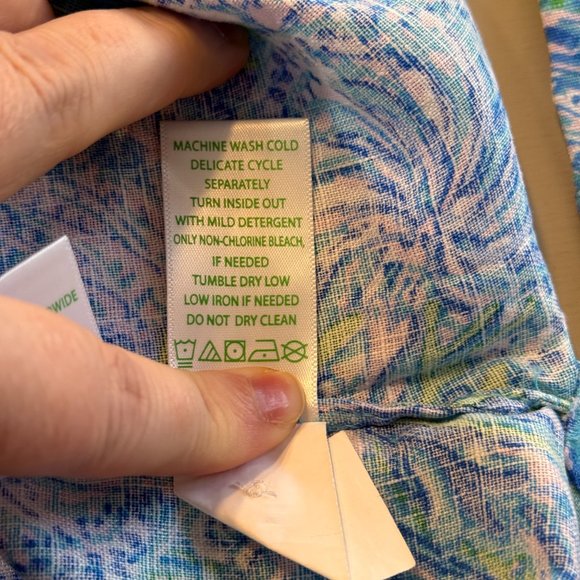 MACHINE WASH COLD
DELICATE CYCLE
SEPARATELY
TURN INSIDE OUT
WITH MILD DETERGENT
ONLY NON-CHLORINE BLEACH,
IF NEEDED
TUMBLE DRY LOW
LOW IRON IF NEEDED
DO NOT DRY CLEAN